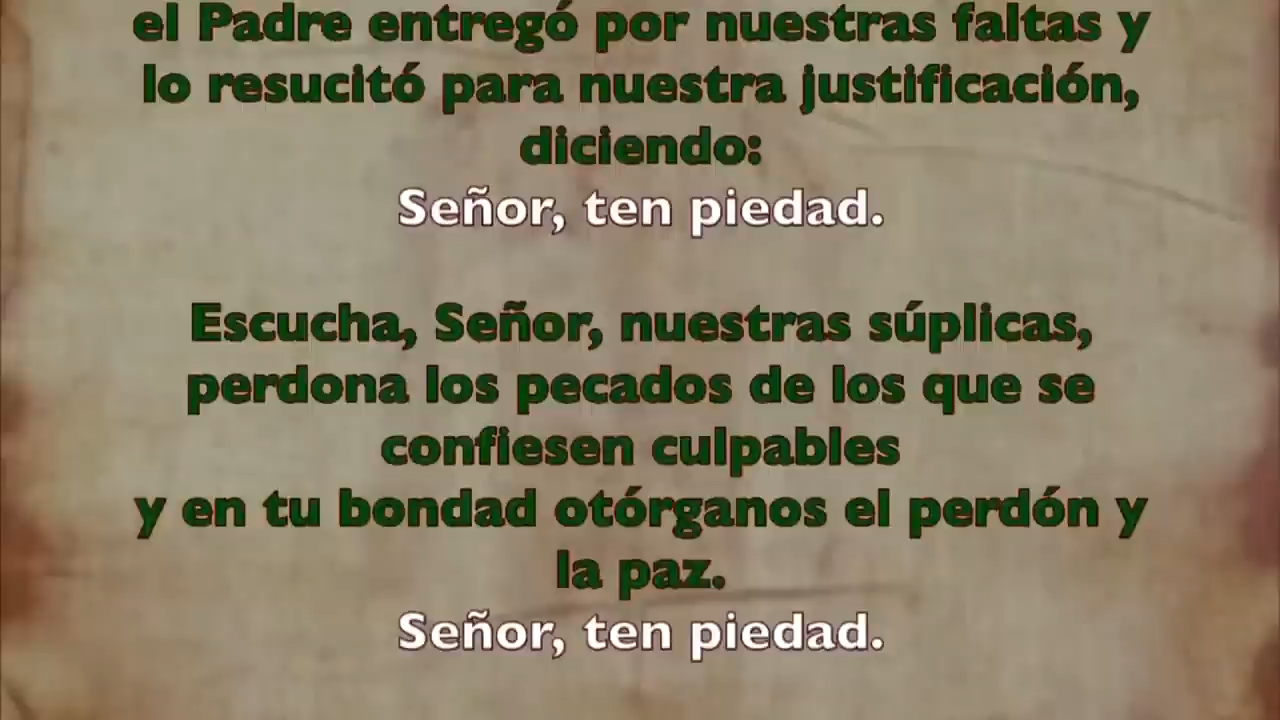 el Padre entregó por nuestras faltas y
lo resucitó para nuestra justificación,
diciendo:
Señor, ten piedad.
Escucha, Señor, nuestras súplicas,
perdona los pecados de los que se
confiesen culpables
y en tu bondad otórganos el perdón y
la paz.
Señor, ten piedad.